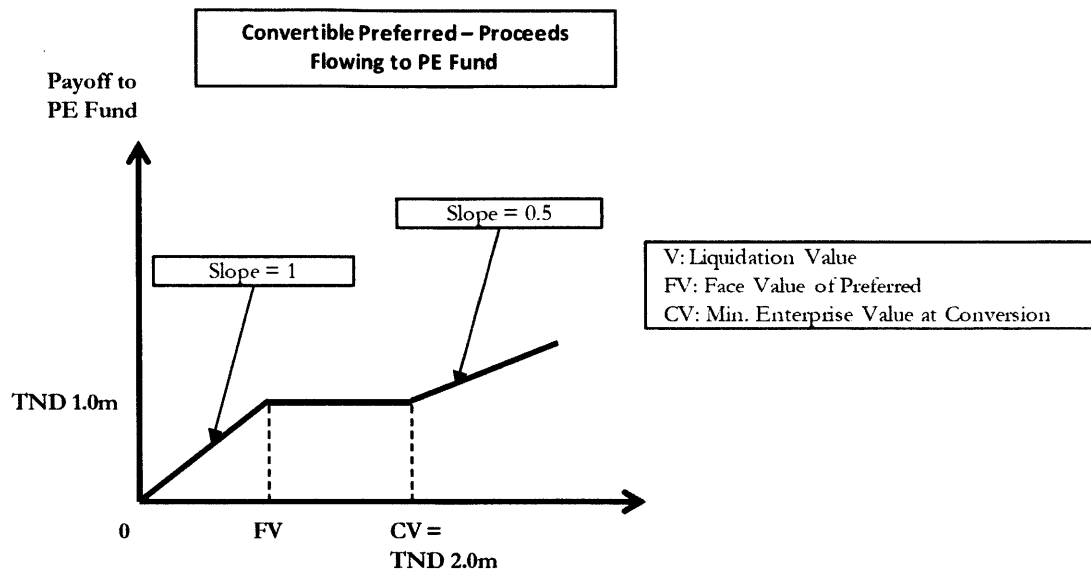 Convertible Preferred – Proceeds
Flowing to PE Fund
Payoff to
PE Fund
Slope = 0.5
Slope = 1
V: Liquidation Value
FV: Face Value of Preferred
CV: Min. Enterprise Value at Conversion
TND 1.0m
0
FV
CV =
TND 2.0m